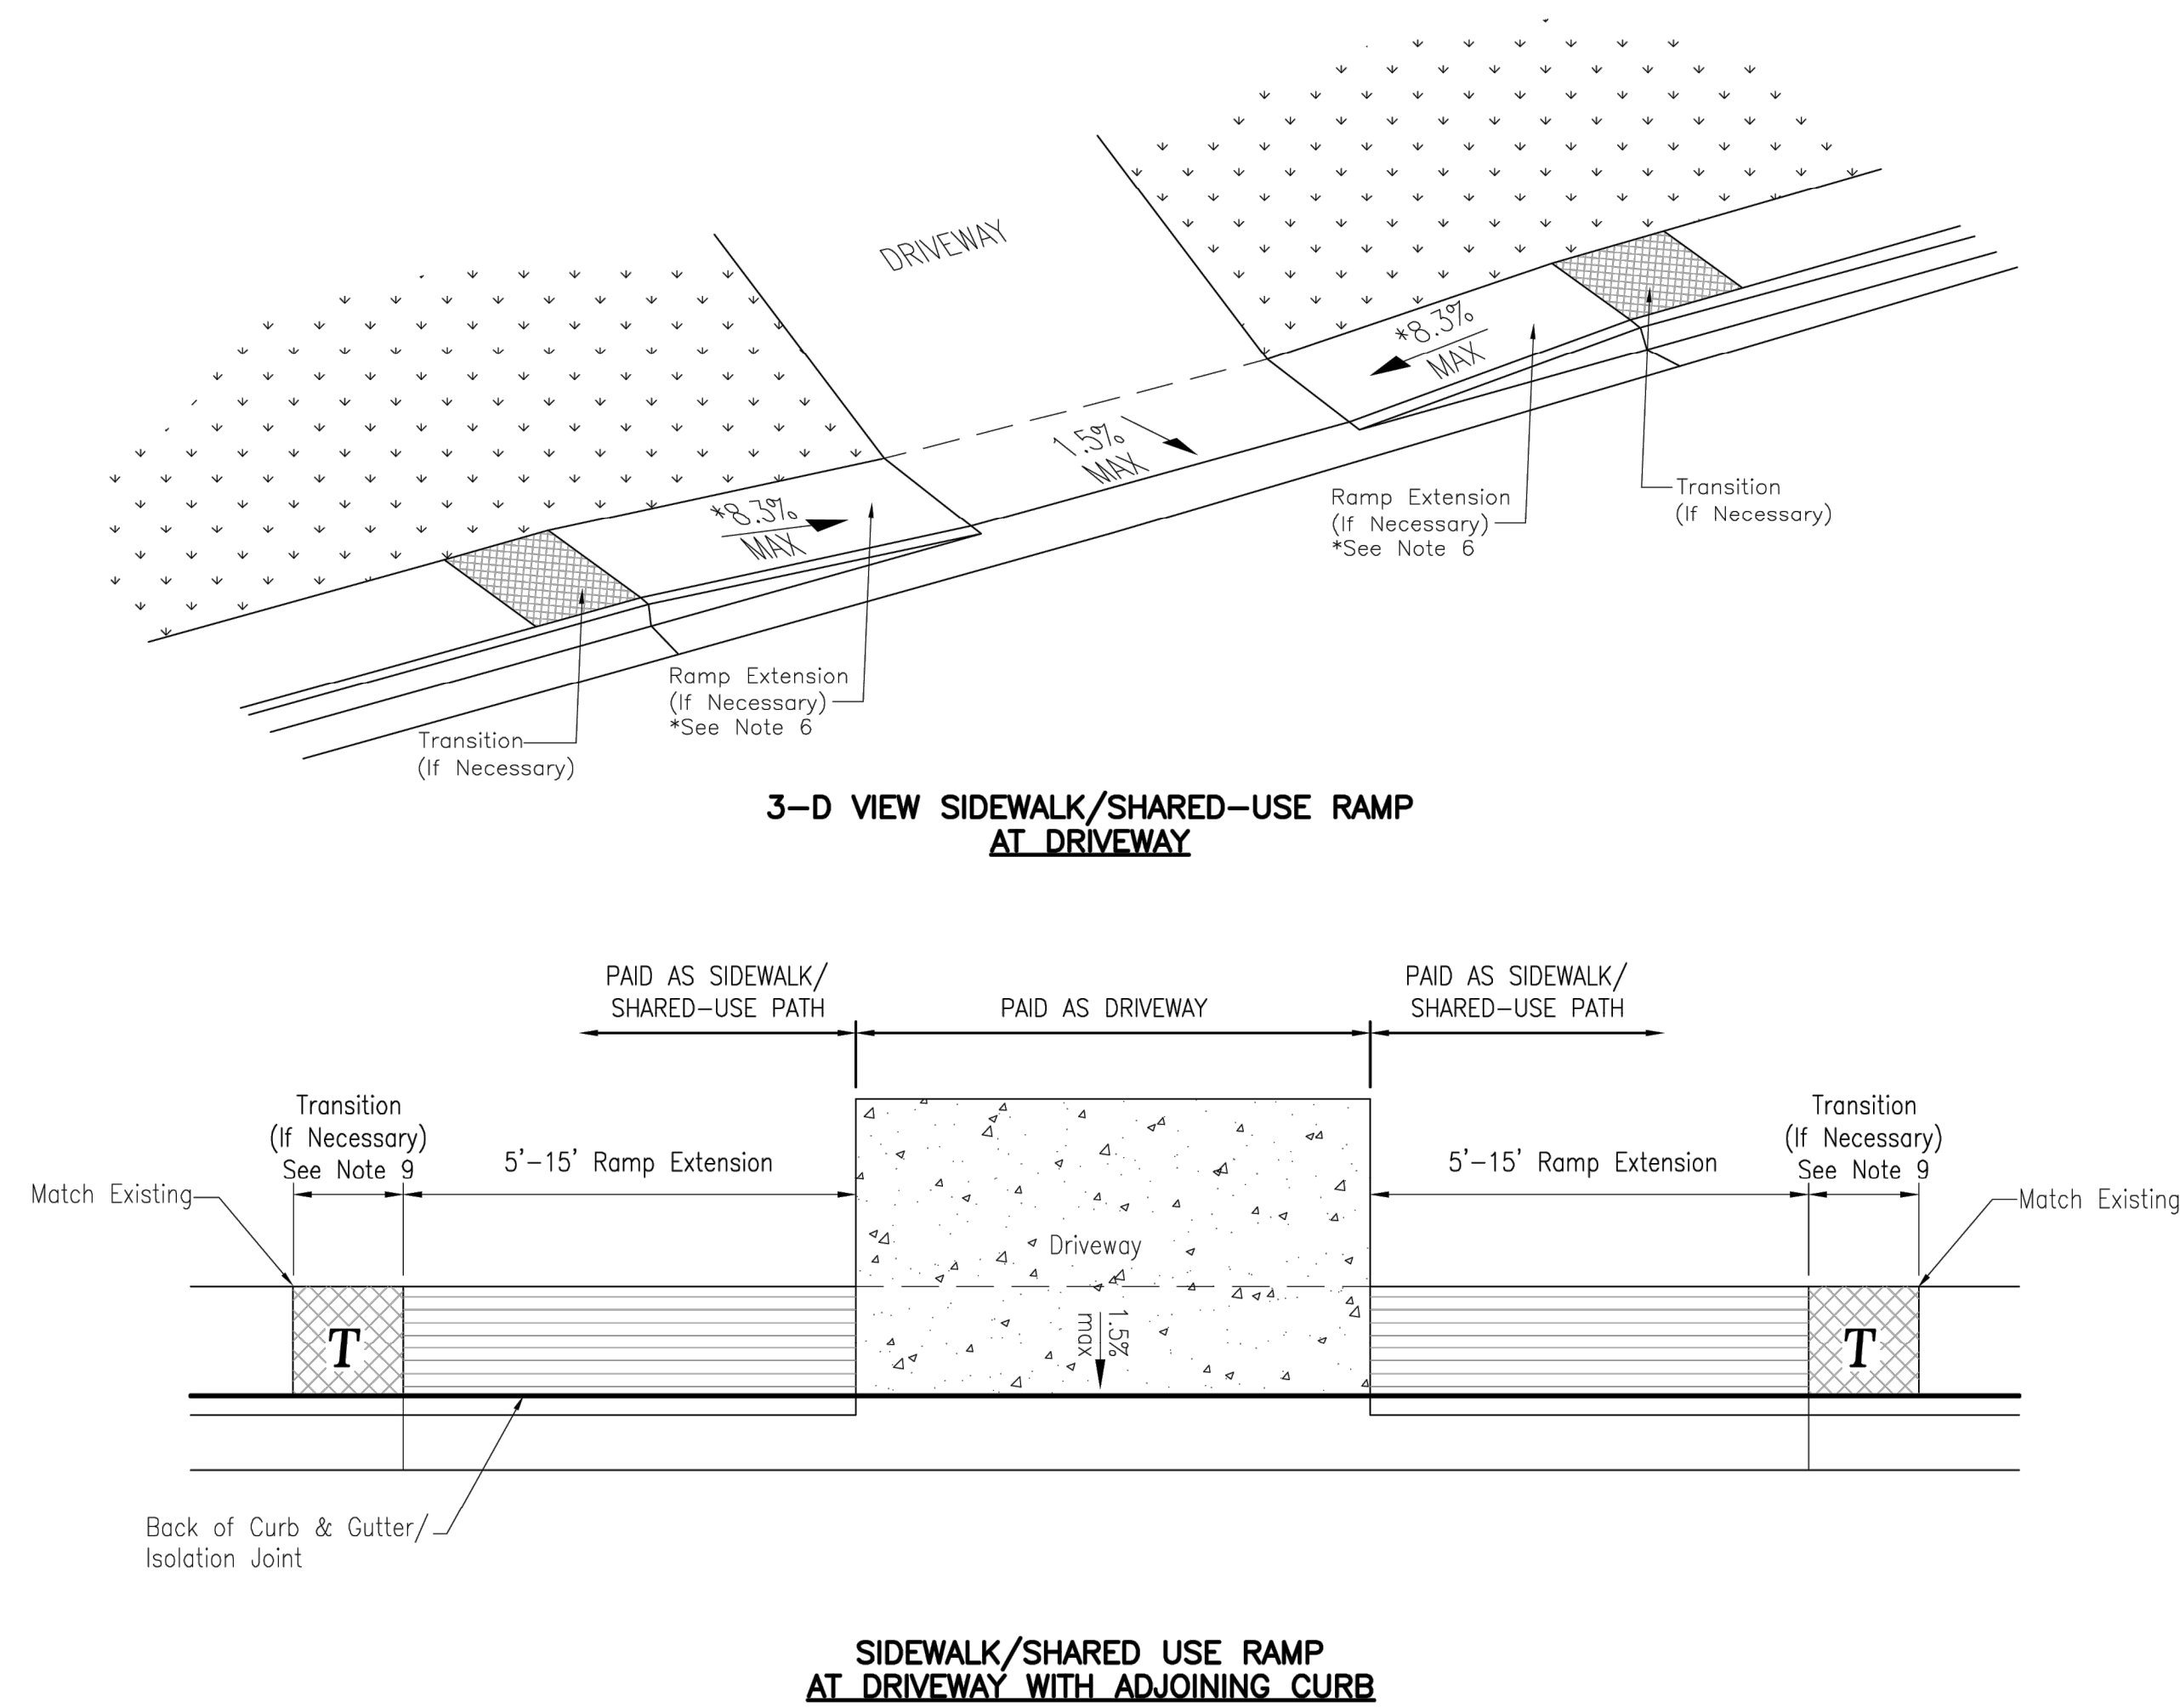 DRIVEWAY
*8.3%
MAX
1.5%
MAX
*8.3%
MAX
Ramp Extension
(If Necessary)
*See Note 6
Transition
(If Necessary)
Ramp Extension
(If Necessary)
*See Note 6
Transition
(If Necessary)
3-D VIEW SIDEWALK/SHARED-USE RAMP
AT DRIVEWAY
PAID AS SIDEWALK/
SHARED-USE PATH
PAID AS DRIVEWAY
PAID AS SIDEWALK/
SHARED-USE PATH
Transition
(If Necessary)
See Note 9
5'-15' Ramp Extension
5'-15' Ramp Extension
Transition
(If Necessary)
See Note 9
Match Existing
Match Existing
Driveway
1.5%
max
T
T
Back of Curb & Gutter/
Isolation Joint
SIDEWALK/SHARED USE RAMP
AT DRIVEWAY WITH ADJOINING CURB